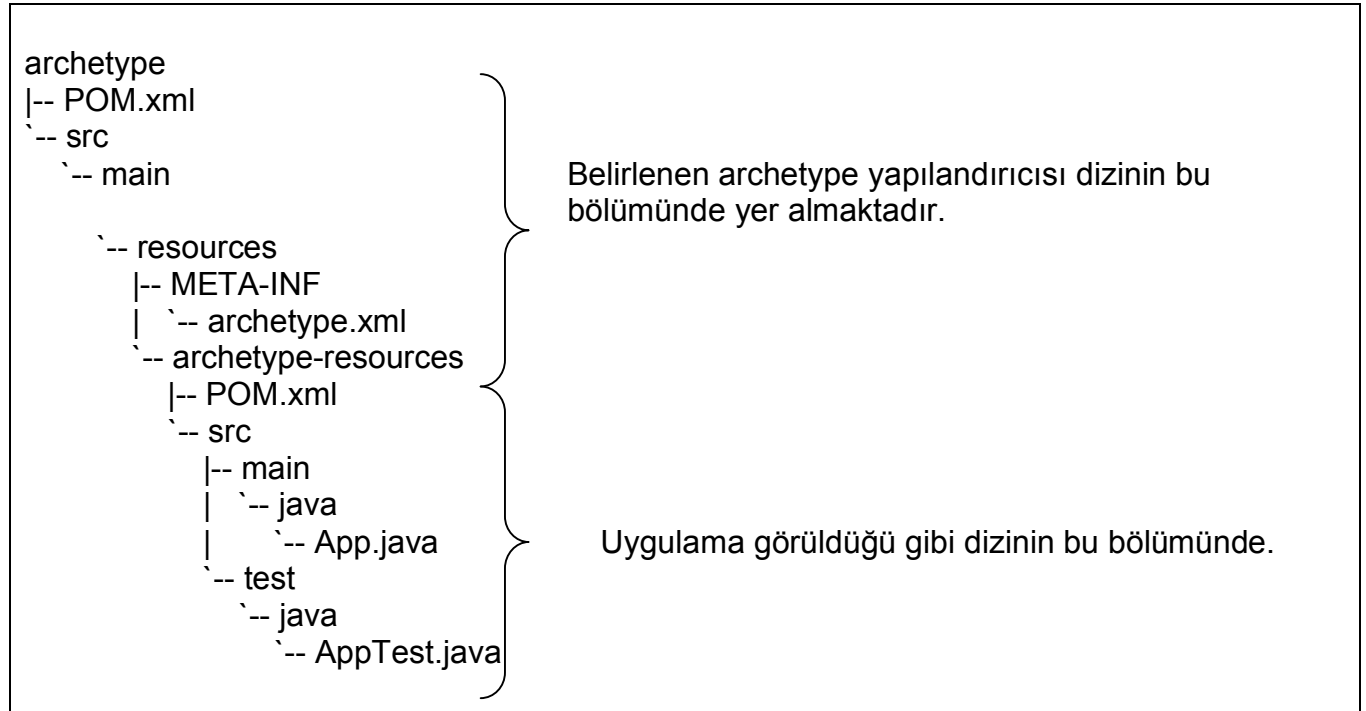 archetype
|-- POM.xml
`-- src
`-- main
Belirlenen archetype yapılandırıcısı dizinin bu
bölümünde yer almaktadır.
`-- resources
|-- META-INF
| `-- archetype.xml
`-- archetype-resources
|-- POM.xml
`-- src
|-- main
| `-- java
| `-- App.java
Uygulama görüldüğü gibi dizinin bu bölümünde.
`-- test
`-- java
`-- AppTest.java